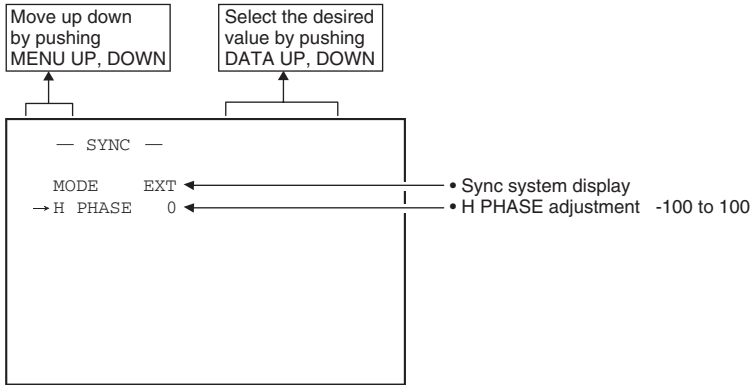 Move up down
by pushing
MENU UP, DOWN
Select the desired
value by pushing
DATA UP, DOWN
— SYNC —
MODE EXT
→H PHASE 0
• Sync system display
• H PHASE adjustment -100 to 100